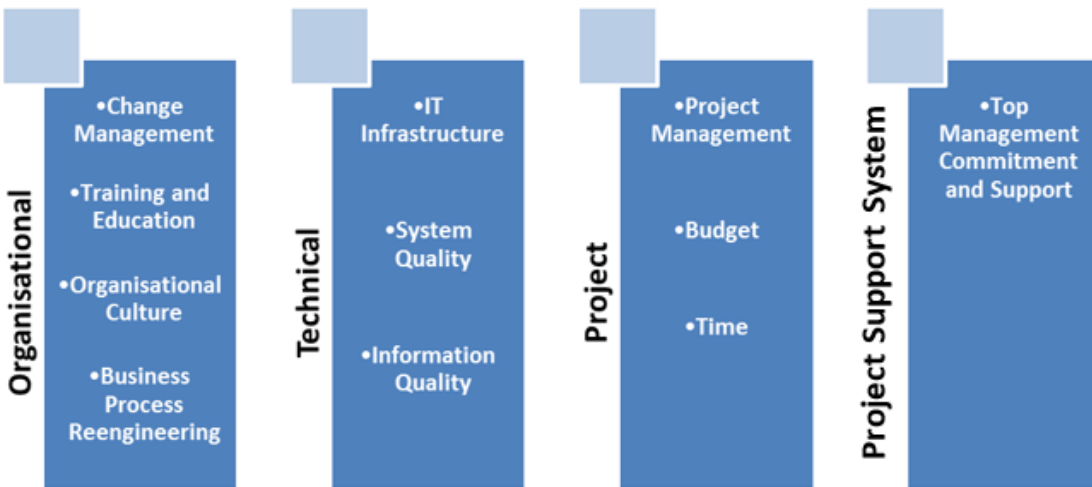 Organisational
•Change
Management
•Training and
Education
•Organisational
Culture
•Business
Process
Reengineering
Technical
•IT
Infrastructure
•System
Quality
•Information
Quality
Project
•Project
Management
•Budget
•Time
Project Support System
•Top
Management
Commitment
and Support